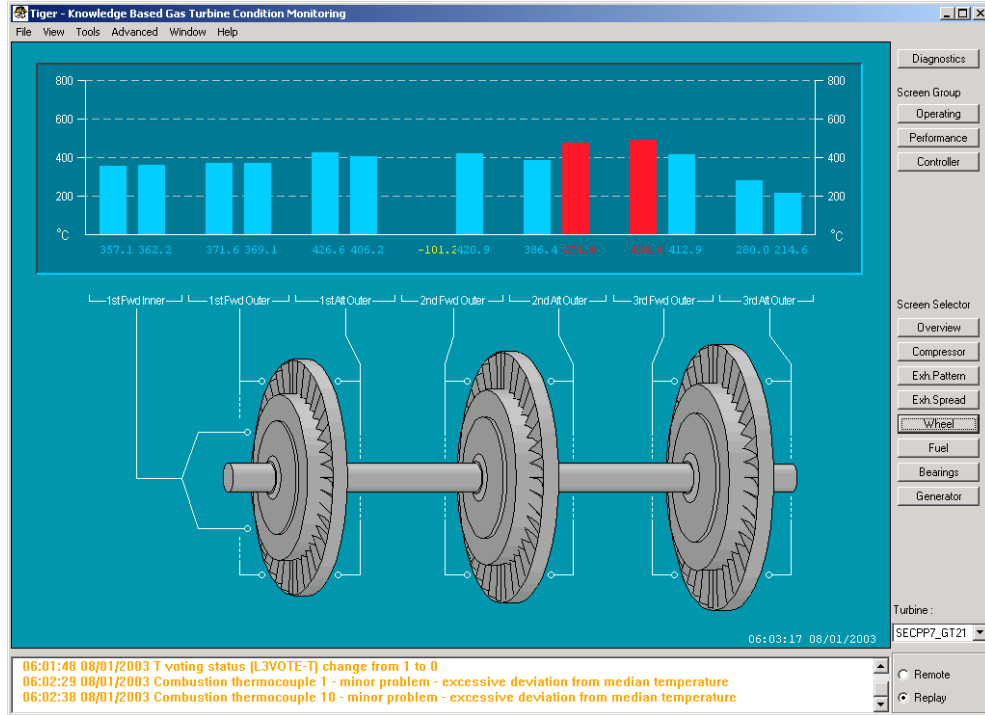 Tiger - Knowledge Based Gas Turbine Condition Monitoring
File View Tools Advanced Window Help
Diagnostics
Screen Group
Operating
Performance
Controller
800 800
600 600
400 400
200 200
°C °C
357.1 362.2 371.6 369.1 426.6 406.2 -101.2 420.9 386.4 474.6 412.9 280.0 214.6
1st Fwd Inner 1st Fwd Outer 1st Aft Outer 2nd Fwd Outer 2nd Aft Outer 3rd Fwd Outer 3rd Aft Outer
Screen Selector
Overview
Compressor
Exh.Pattern
Exh.Spread
Wheel
Fuel
Bearings
Generator
Turbine :
SECPP7_GT21
06:03:17 08/01/2003
06:01:48 08/01/2003 T voting status (L3VOTE-T) change from 1 to 0
06:02:29 08/01/2003 Combustion thermocouple 1 - minor problem - excessive deviation from median temperature
06:02:38 08/01/2003 Combustion thermocouple 10 - minor problem - excessive deviation from median temperature
Remote
Replay